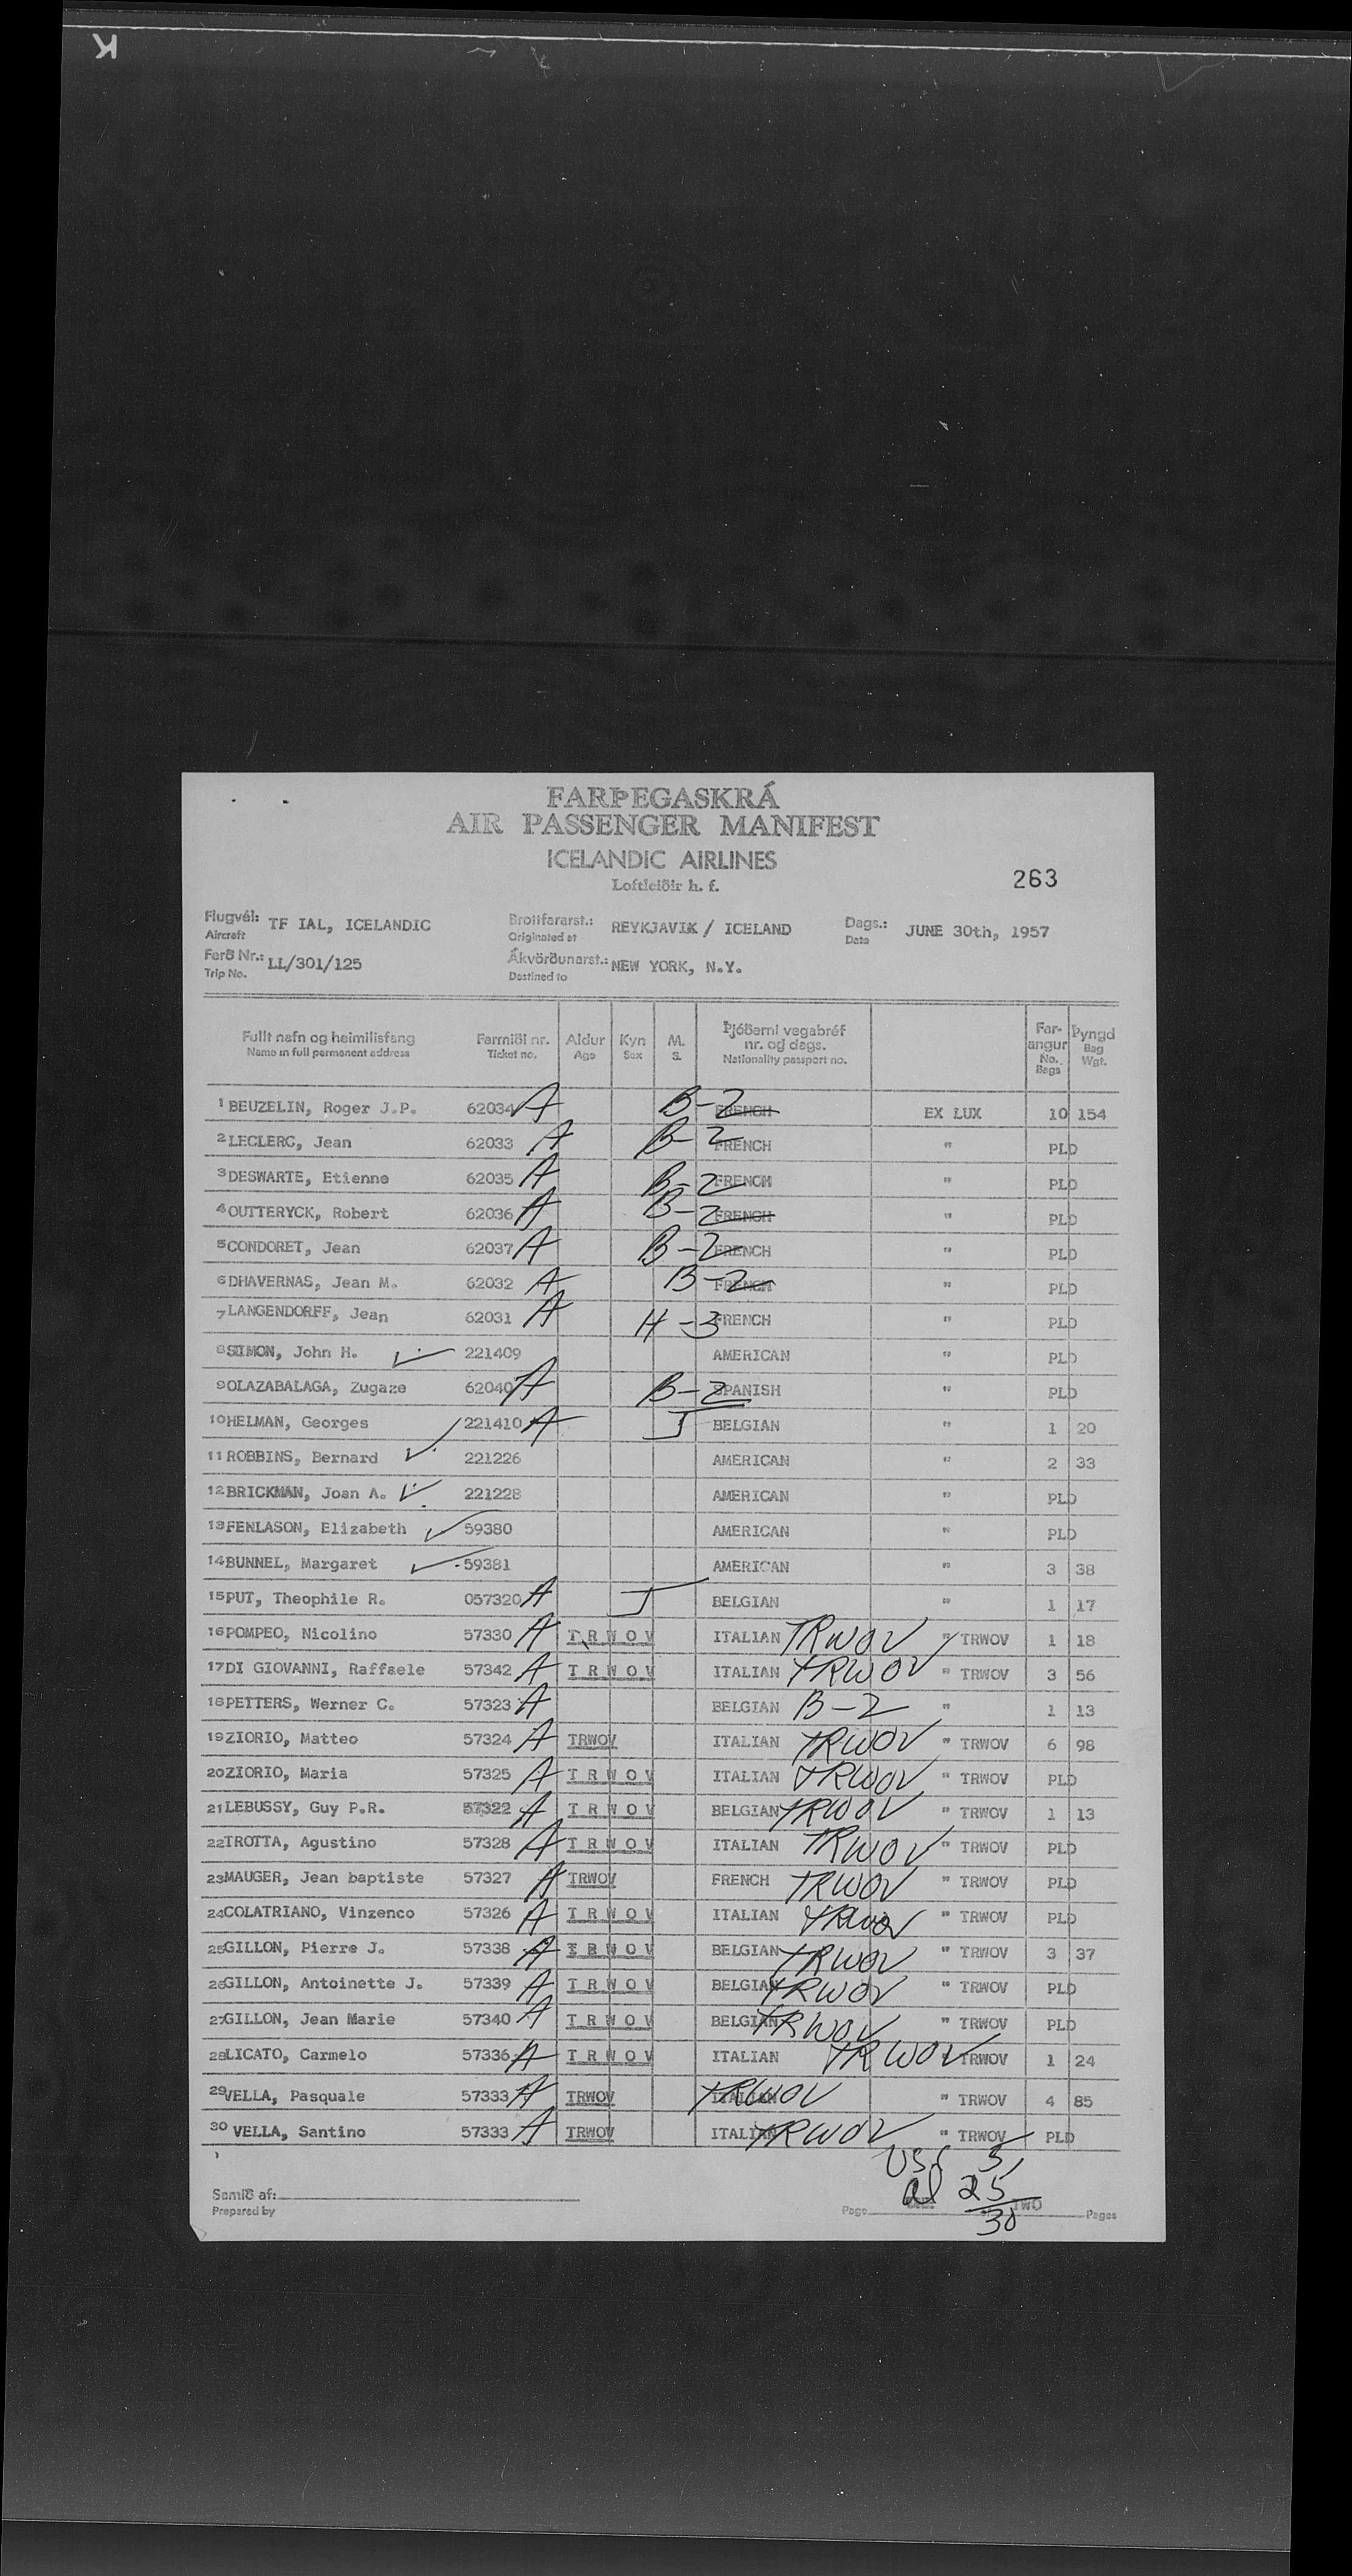 K
FARÞEGASKRÁ
AIR PASSENGER MANIFEST
ICELANDIC AIRLINES
Loftleiðir h. f.
263
Flugvél: TF IAL, ICELANDIC Brottfararst.: REYKJAVIK / ICELAND Dags.: JUNE 30th, 1957
Aircraft Originated at Date
Ferð Nr.: LL/301/125 Ákvörðunarst.: NEW YORK, N.Y.
Trip No. Destined to
Fullt nafn og heimilisfang Farmiði nr. Aldur Kyn M. Þjóðerni vegabréf nr. og dags. Far-angur Þyngd
Name in full permanent address Ticket no. Age Sex S. Nationality passport no. No. Bags Bag Wgt.
1 BEUZELIN, Roger J.P. 62034 A B-2 FRENCH EX LUX 10 154
2 LECLERC, Jean 62033 A B-2 FRENCH " PLD
3 DESWARTE, Etienne 62035 A B-2 FRENCH " PLD
4 OUTTERYCK, Robert 62036 A B-2 FRENCH " PLD
5 CONDORET, Jean 62037 A B-2 FRENCH " PLD
6 DHAVERNAS, Jean M. 62032 A B-2 FRENCH " PLD
7 LANGENDORFF, Jean 62031 A H-3 FRENCH " PLD
8 SIMON, John H. ✓ 221409 AMERICAN " PLD
9 OLAZABALAGA, Zugaze 62040 A B-2 SPANISH " PLD
10 HELMAN, Georges 221410 A J BELGIAN " 1 20
11 ROBBINS, Bernard ✓ 221226 AMERICAN " 2 33
12 BRICKMAN, Joan A. ✓ 221228 AMERICAN " PLD
13 FENLASON, Elizabeth ✓ 59380 AMERICAN " PLD
14 BUNNEL, Margaret ✓ 59381 AMERICAN " 3 38
15 PUT, Theophile R. 057320 A J BELGIAN " 1 17
16 POMPEO, Nicolino 57330 A T R W O V ITALIAN TRWOV " TRWOV 1 18
17 DI GIOVANNI, Raffaele 57342 A T R W O V ITALIAN TRWOV " TRWOV 3 56
18 PETTERS, Werner C. 57323 A BELGIAN B-2 " 1 13
19 ZIORIO, Matteo 57324 A TRWOV ITALIAN TRWOV " TRWOV 6 98
20 ZIORIO, Maria 57325 A T R W O V ITALIAN TRWOV " TRWOV PLD
21 LEBUSSY, Guy P.R. 57322 A T R W O V BELGIAN TRWOV " TRWOV 1 13
22 TROTTA, Agustino 57328 A T R W O V ITALIAN TRWOV " TRWOV PLD
23 MAUGER, Jean baptiste 57327 A TRWOV FRENCH TRWOV " TRWOV PLD
24 COLATRIANO, Vinzenco 57326 A T R W O V ITALIAN TRWOV " TRWOV PLD
25 GILLON, Pierre J. 57338 A T R W O V BELGIAN TRWOV " TRWOV 3 37
26 GILLON, Antoinette J. 57339 A T R W O V BELGIAN TRWOV " TRWOV PLD
27 GILLON, Jean Marie 57340 A T R W O V BELGIAN TRWOV " TRWOV PLD
28 LICATO, Carmelo 57336 A T R W O V ITALIAN TRWOV " TRWOV 1 24
29 VELLA, Pasquale 57333 A TRWOV ITALIAN TRWOV " TRWOV 4 85
30 VELLA, Santino 57333 A TRWOV ITALIAN TRWOV " TRWOV PLD
USC 5
al 25
30
Samið af:
Prepared by Page TWO Pages